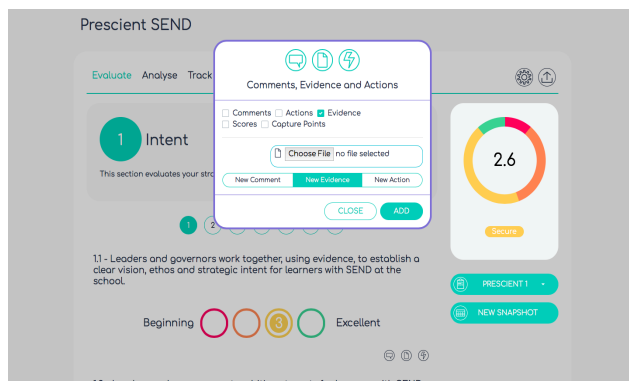 Prescient SEND
Evaluate Analyse Track
Comments, Evidence and Actions
Comments Actions Evidence
Scores Capture Points
Choose File no file selected
New Comment New Evidence New Action
CLOSE ADD
1 Intent
This section evaluates your
1 2
1.1 - Leaders and governors work together, using evidence, to establish a
clear vision, ethos and strategic intent for learners with SEND at the
school.
Beginning 3 Excellent
2.6
Secure
PRESCIENT 1
NEW SNAPSHOT